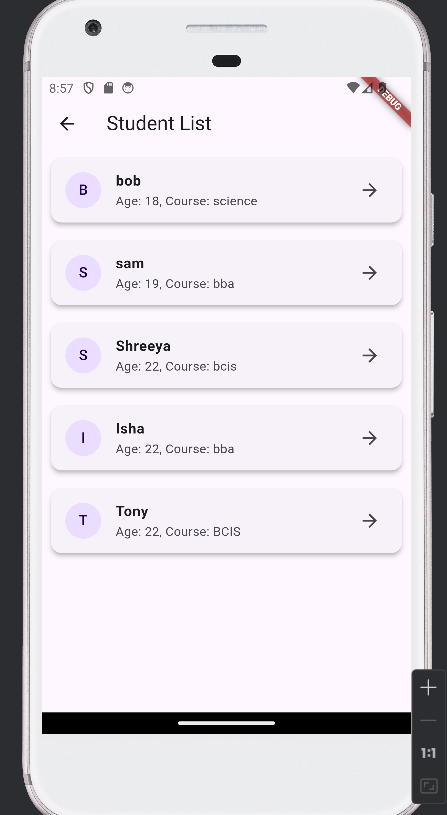 8:57
DEBUG
Student List
B
bob
Age: 18, Course: science
S
sam
Age: 19, Course: bba
S
Shreeya
Age: 22, Course: bcis
I
Isha
Age: 22, Course: bba
T
Tony
Age: 22, Course: BCIS
1:1